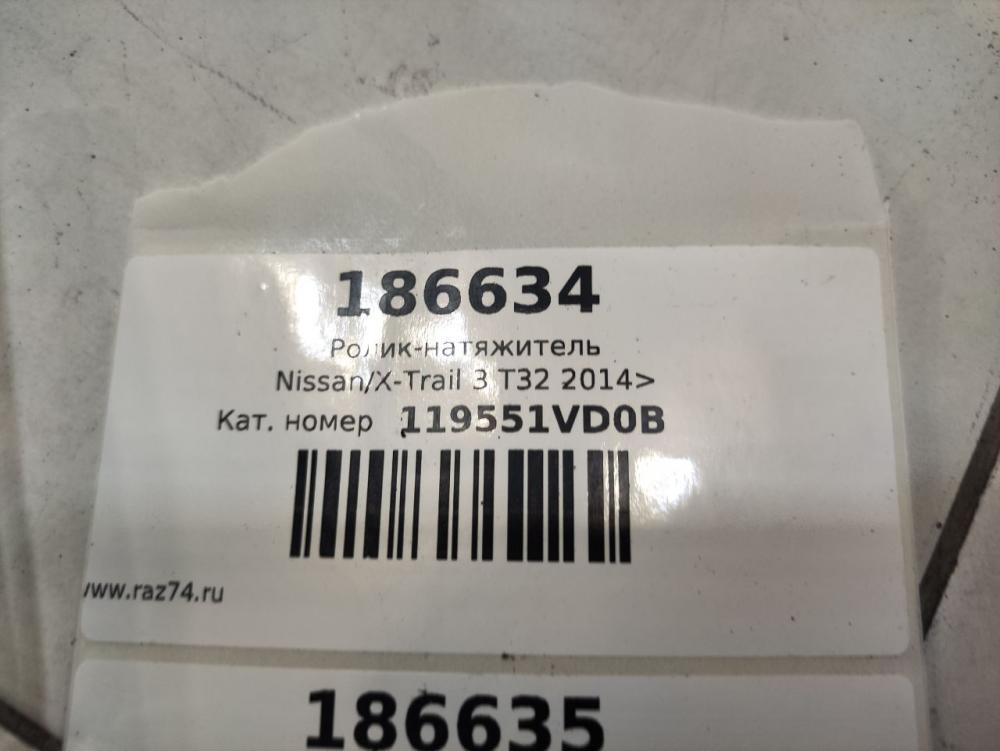 186634
Ролик-натяжитель
Nissan/X-Trail 3 T32 2014>
Кат. номер 119551VD0B
www.raz74.ru
186635